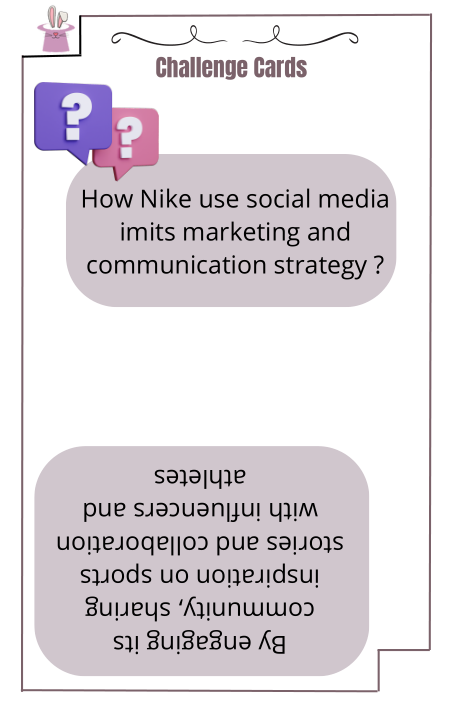 Challenge Cards
? ?
How Nike use social media
imits marketing and
communication strategy ?
By engaging its
community, sharing
inspiration on sports
stories and collaboration
with influencers and
athletes